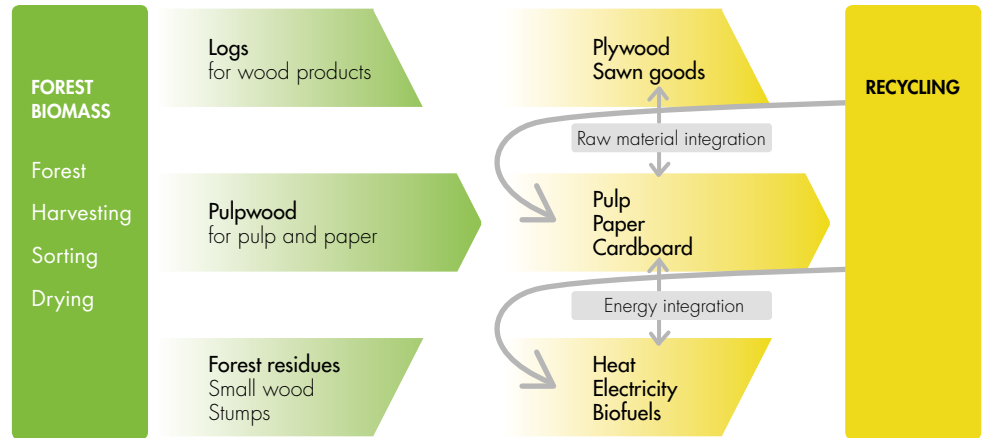 FOREST
BIOMASS
Forest
Harvesting
Sorting
Drying
Logs
for wood products
Pulpwood
for pulp and paper
Forest residues
Small wood
Stumps
Plywood
Sawn goods
Raw material integration
Pulp
Paper
Cardboard
Energy integration
Heat
Electricity
Biofuels
RECYCLING